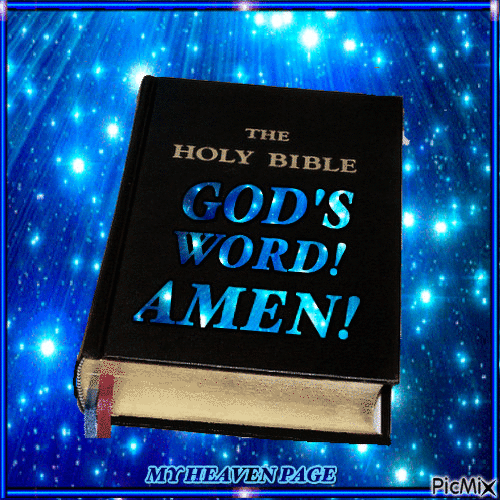 THE
HOLY BIBLE
GOD'S
WORD!
AMEN!
MY HEAVEN PAGE
PicMix